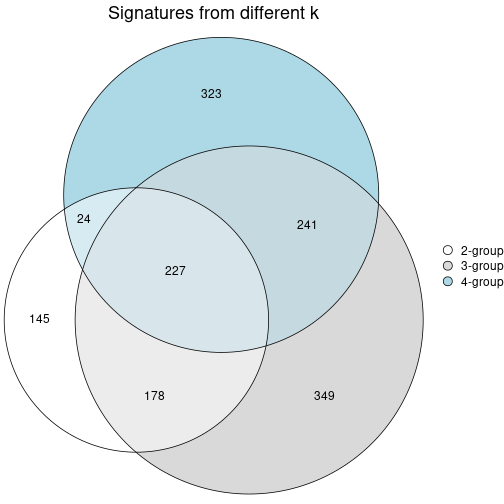 Signatures from different k
323
24
241
227
145
178
349
2-group
3-group
4-group